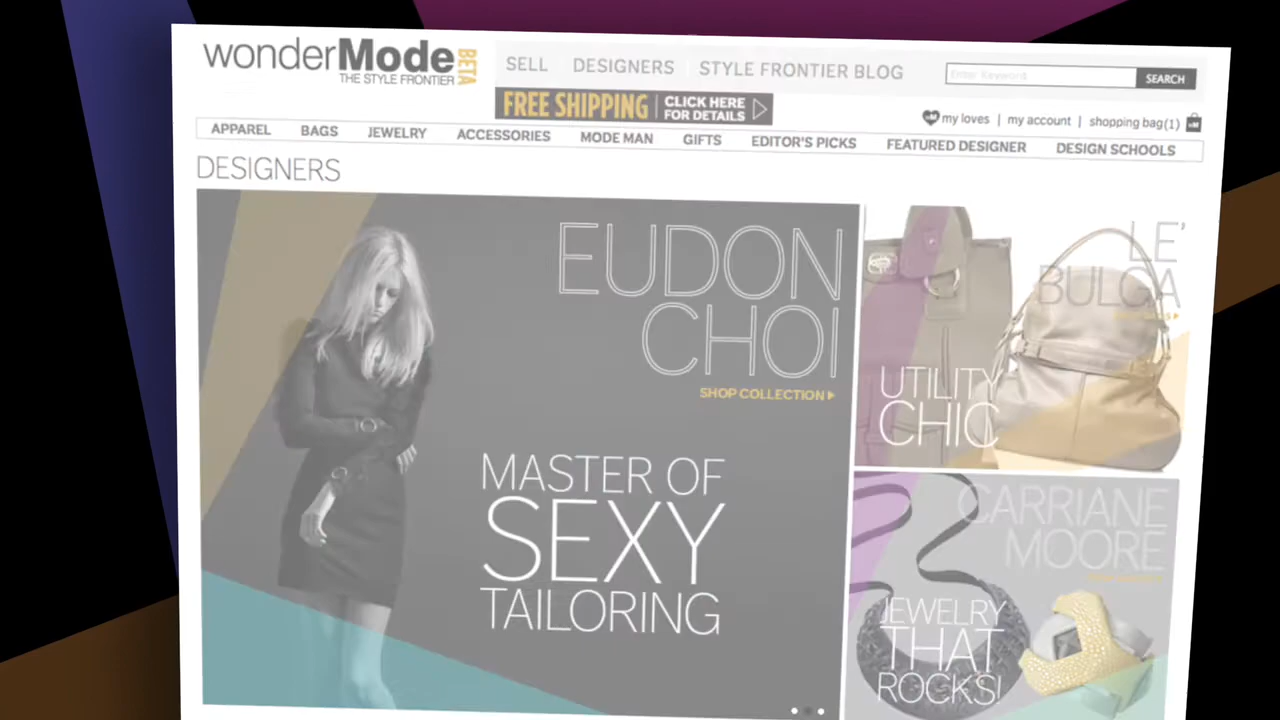 wonderMode BETA
THE STYLE FRONTIER
SELL DESIGNERS STYLE FRONTIER BLOG
Enter Keyword SEARCH
FREE SHIPPING CLICK HERE
FOR DETAILS
my loves | my account | shopping bag(1)
APPAREL BAGS JEWELRY ACCESSORIES MODE MAN GIFTS EDITOR'S PICKS FEATURED DESIGNER DESIGN SCHOOLS
DESIGNERS
EUDON
CHOI
SHOP COLLECTION
MASTER OF
SEXY
TAILORING
LE'
BULGA
UTILITY
CHIC
CARRIANE
MOORE
JEWELRY
THAT
ROCKS!